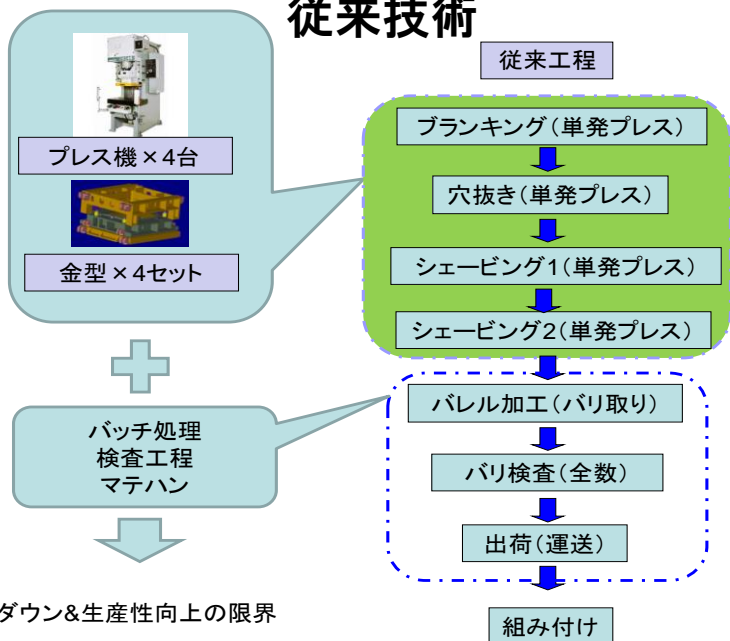 従来技術
従来工程
プレス機×4台
金型×4セット
ブランキング(単発プレス)
穴抜き(単発プレス)
シェービング1(単発プレス)
シェービング2(単発プレス)
バッチ処理
検査工程
マテハン
バレル加工(バリ取り)
バリ検査(全数)
出荷(運送)
組み付け
ダウン&生産性向上の限界